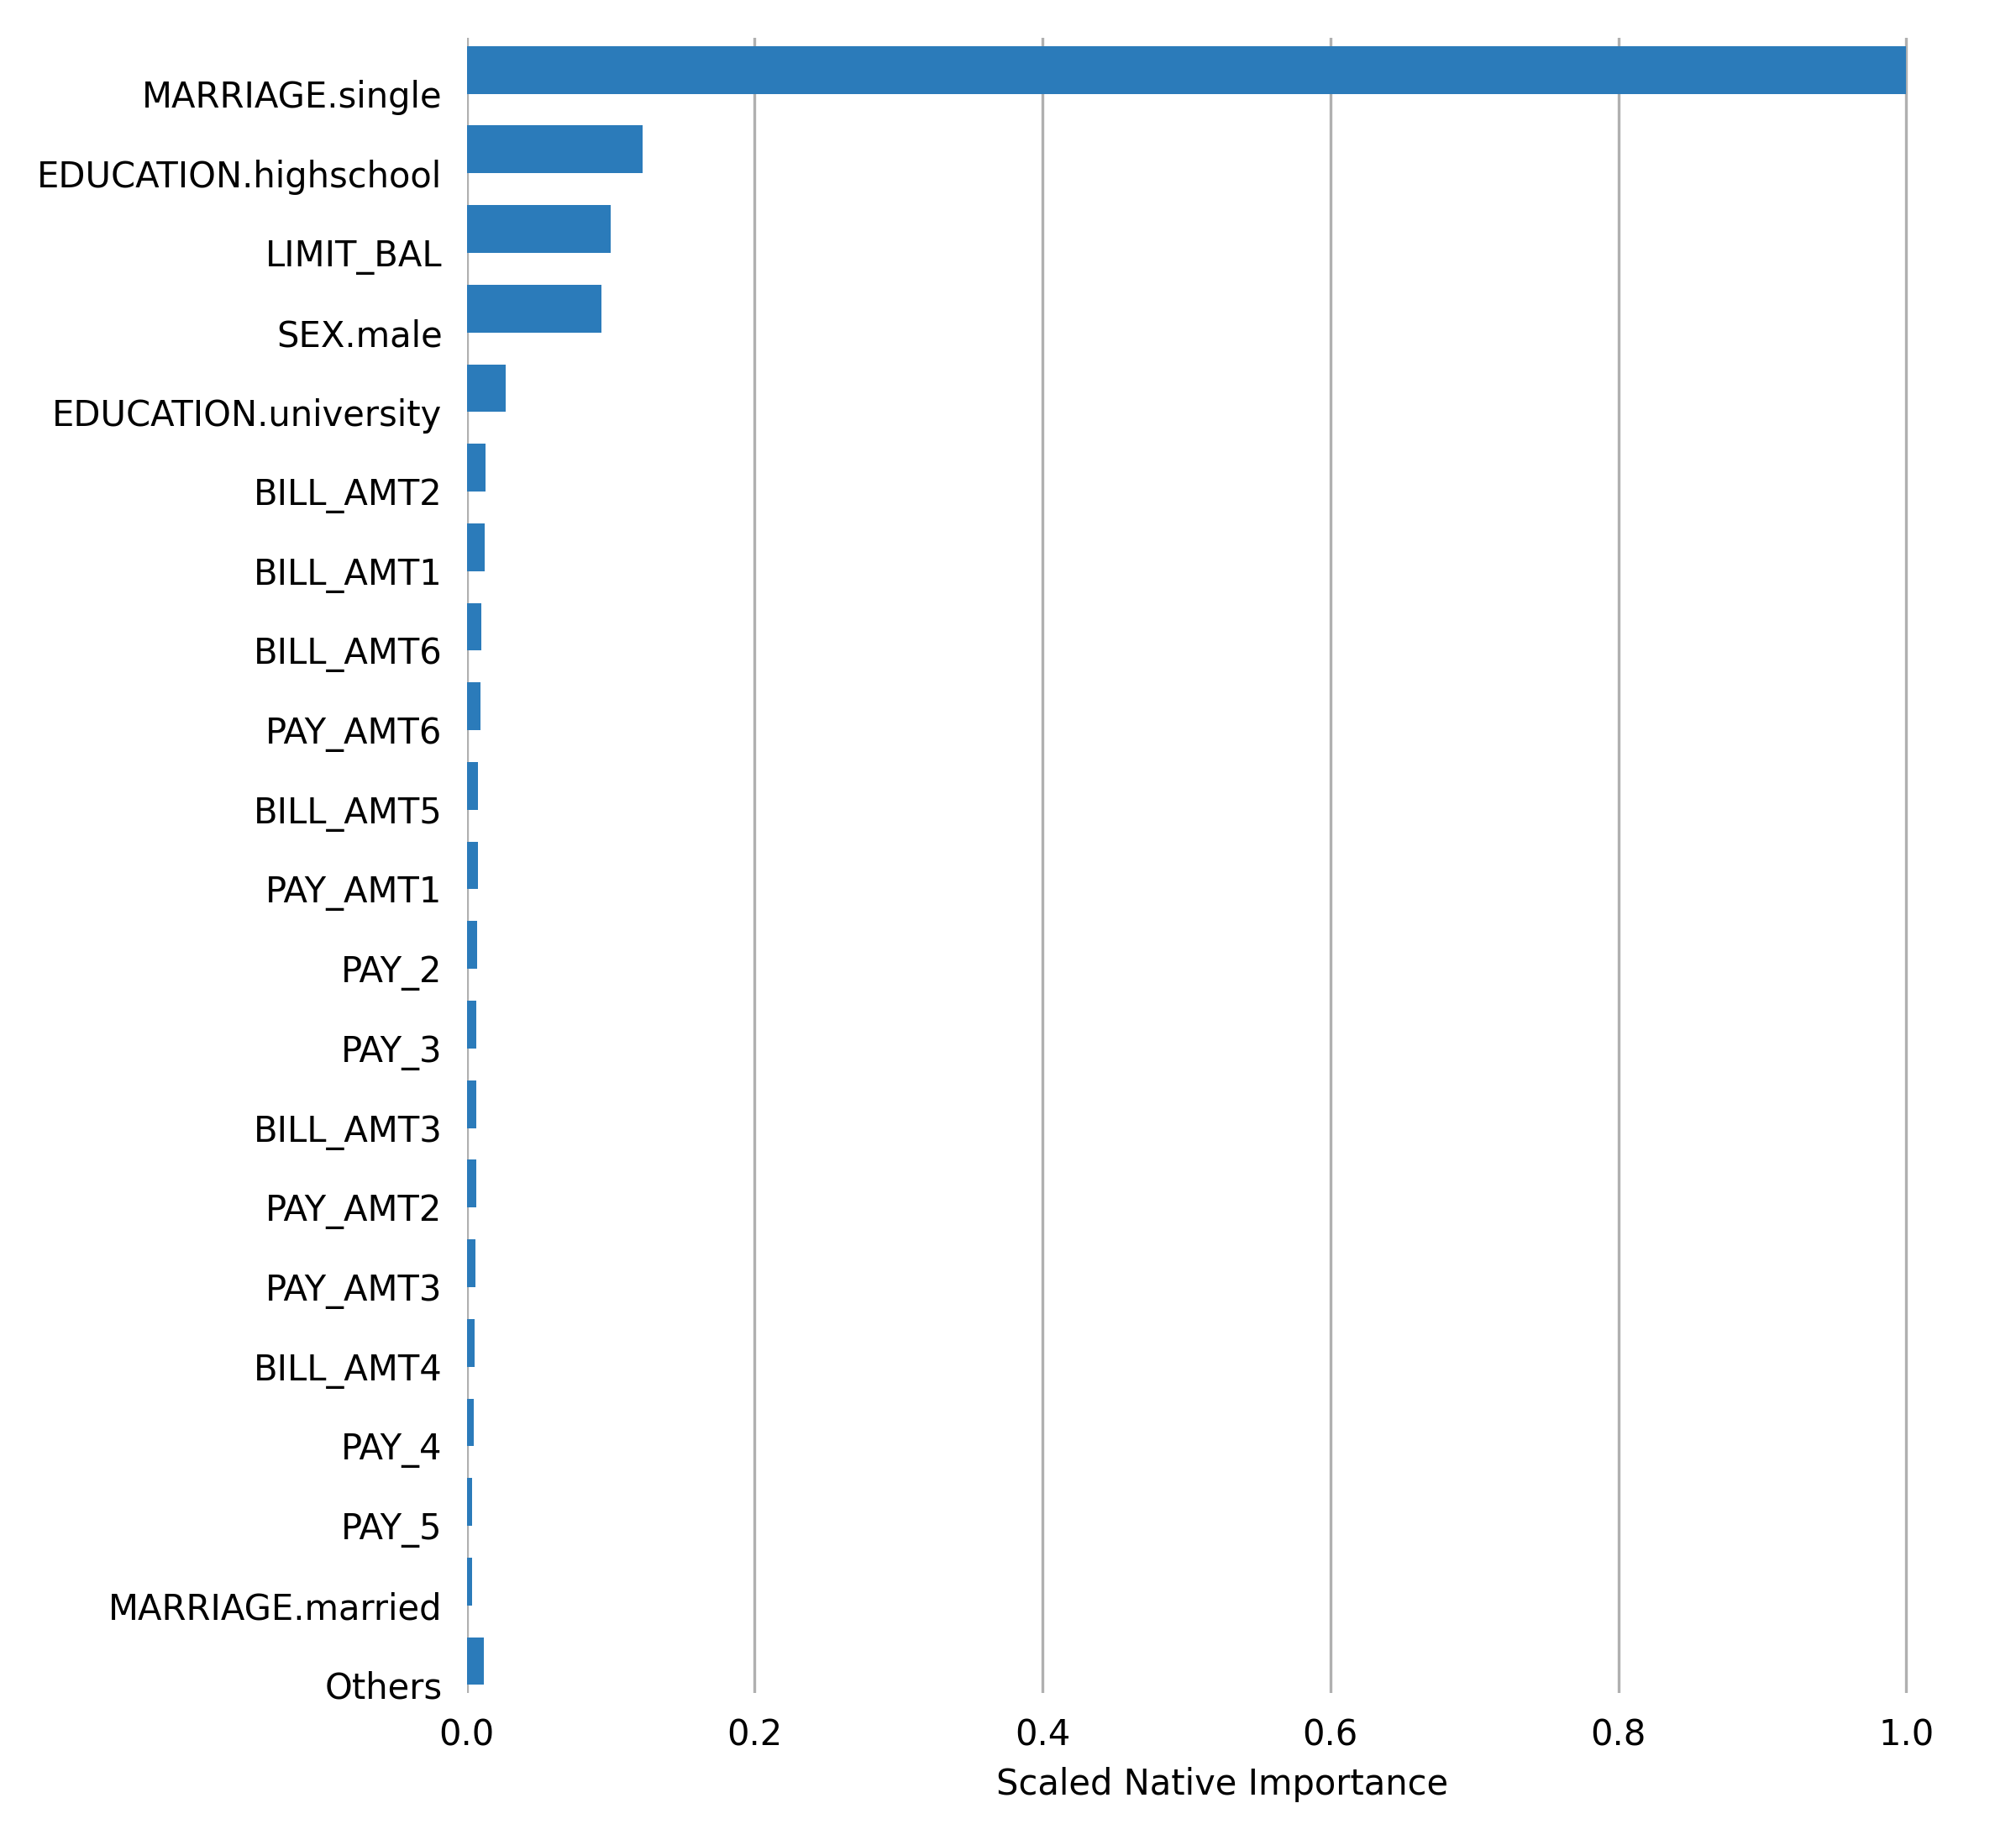 MARRIAGE.single
EDUCATION.highschool
LIMIT_BAL
SEX.male
EDUCATION.university
BILL_AMT2
BILL_AMT1
BILL_AMT6
PAY_AMT6
BILL_AMT5
PAY_AMT1
PAY_2
PAY_3
BILL_AMT3
PAY_AMT2
PAY_AMT3
BILL_AMT4
PAY_4
PAY_5
MARRIAGE.married
Others
0.0 0.2 0.4 0.6 0.8 1.0
Scaled Native Importance